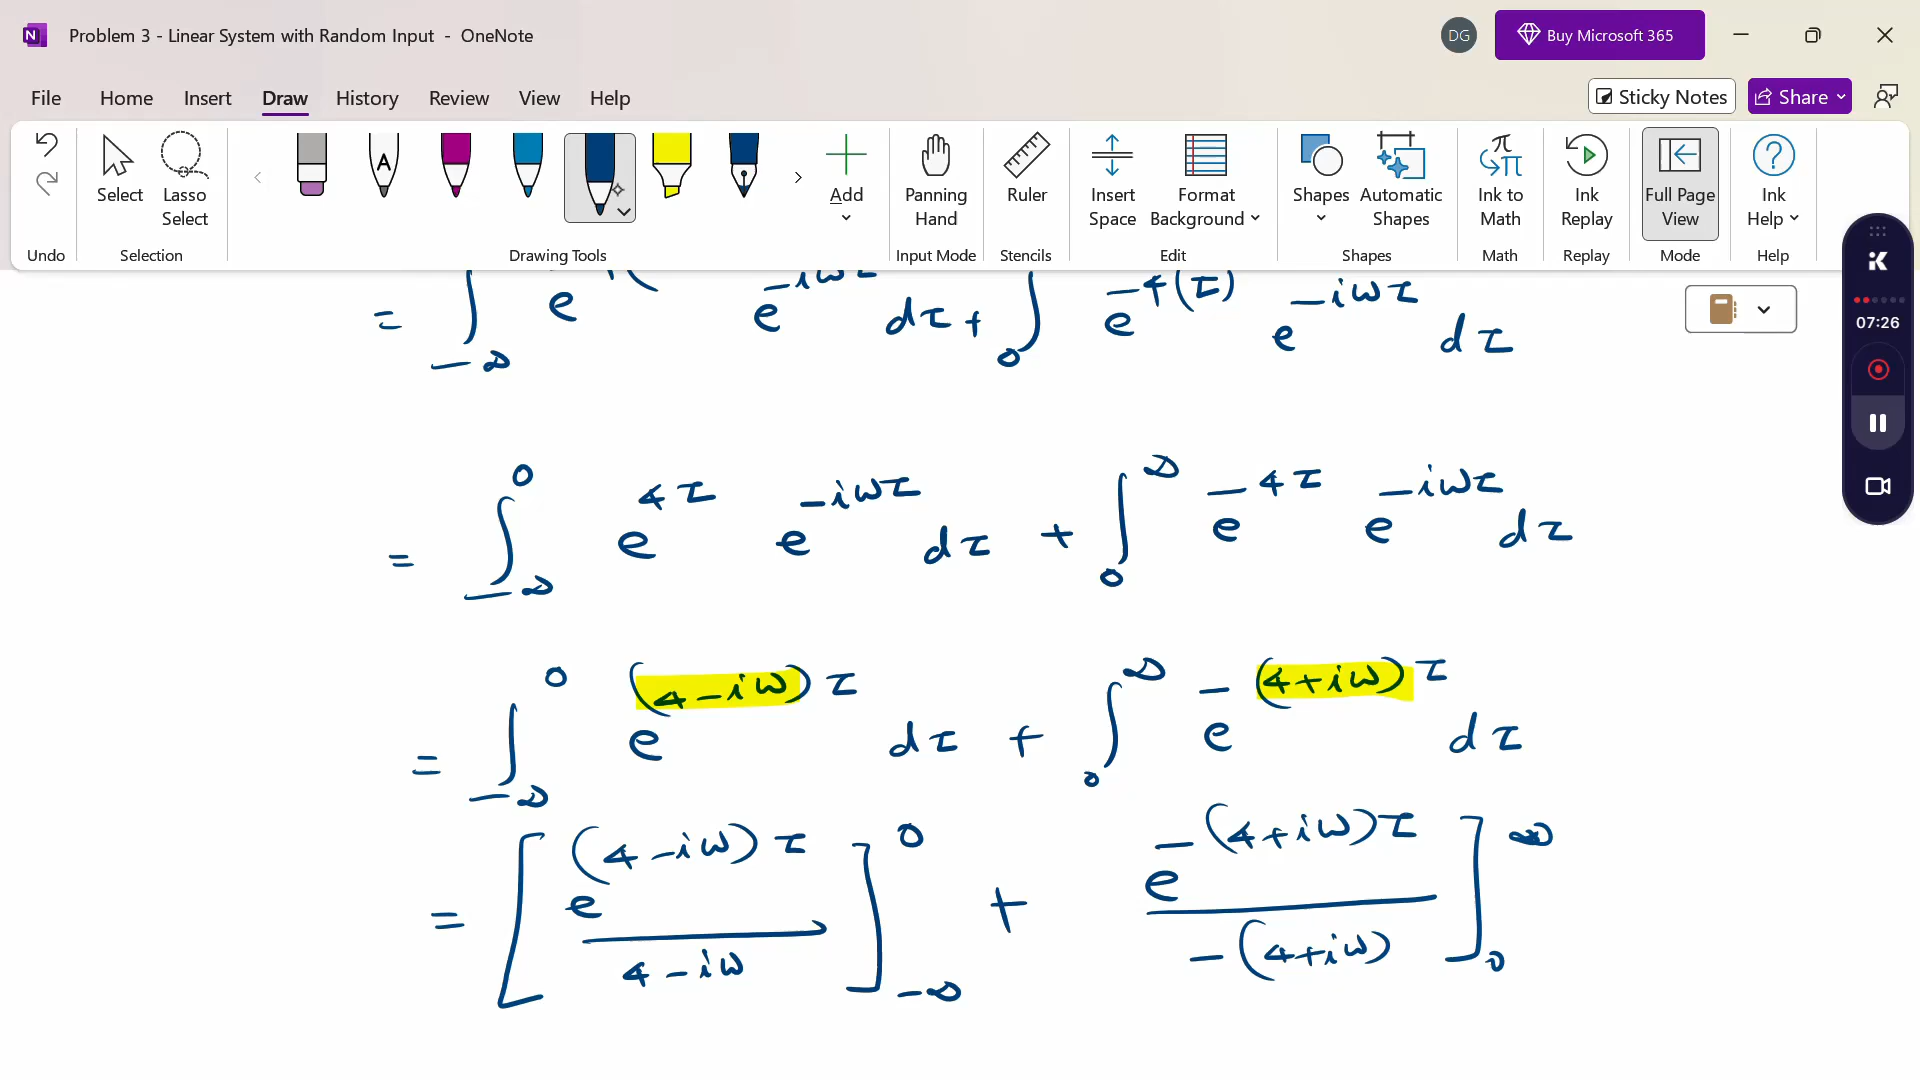 Problem 3 - Linear System with Random Input - OneNote
DG
Buy Microsoft 365
File Home Insert Draw History Review View Help
Sticky Notes
Share
Select
Lasso Select
Add
Panning Hand
Ruler
Insert Space
Format Background
Shapes
Automatic Shapes
Ink to Math
Ink Replay
Full Page View
Ink Help
Undo Selection Drawing Tools Input Mode Stencils Edit Shapes Math Replay Mode Help
07:26
= ∫_{-∞} e e^{-iωτ} dτ + ∫_0 e^{-4(τ)} e^{-iωτ} dτ
= ∫_{-∞}^0 e^{4τ} e^{-iωτ} dτ + ∫_0^∞ e^{-4τ} e^{-iωτ} dτ
= ∫_{-∞}^0 e^{(4-iω)τ} dτ + ∫_0^∞ e^{-(4+iω)τ} dτ
= [e^{(4-iω)τ} / 4-iω]_{-∞}^0 + e^{-(4+iω)τ} / -(4+iω)]_0^∞